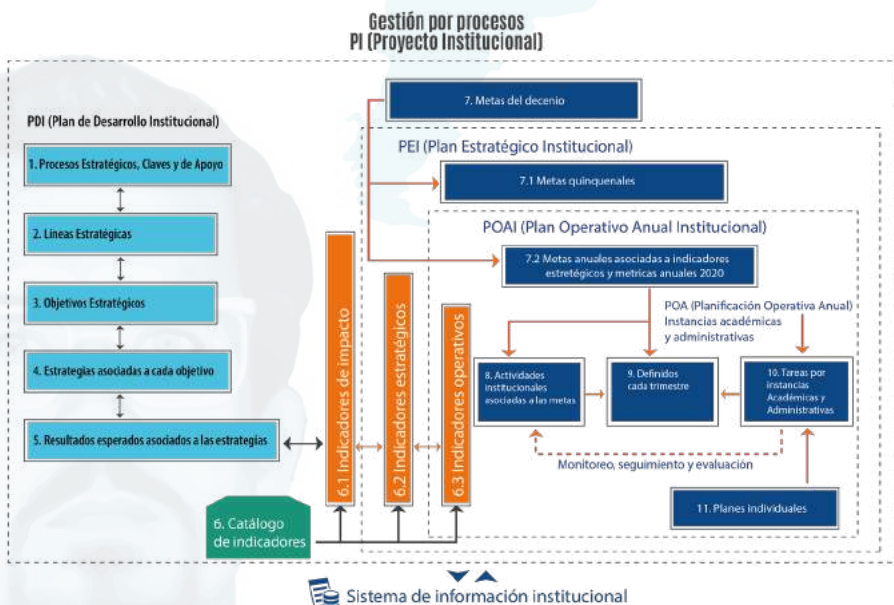 Gestión por procesos
PI (Proyecto Institucional)
PDI (Plan de Desarrollo Institucional)
1. Procesos Estratégicos, Claves y de Apoyo
2. Líneas Estratégicas
3. Objetivos Estratégicos
4. Estrategias asociadas a cada objetivo
5. Resultados esperados asociados a las estrategias
6. Catálogo
de indicadores
6.1 Indicadores de impacto
6.2 Indicadores estratégicos
6.3 Indicadores operativos
7. Metas del decenio
PEI (Plan Estratégico Institucional)
7.1 Metas quinquenales
POAI (Plan Operativo Anual Institucional)
7.2 Metas anuales asociadas a indicadores
estretégicos y metricas anuales 2020
POA (Planificación Operativa Anual)
Instancias académicas
y administrativas
8. Actividades
institucionales
asociadas a las metas
9. Definidos
cada trimestre
10. Tareas por
instancias
Académicas y
Administrativas
Monitoreo, seguimiento y evaluación
11. Planes Individuales
Sistema de información institucional